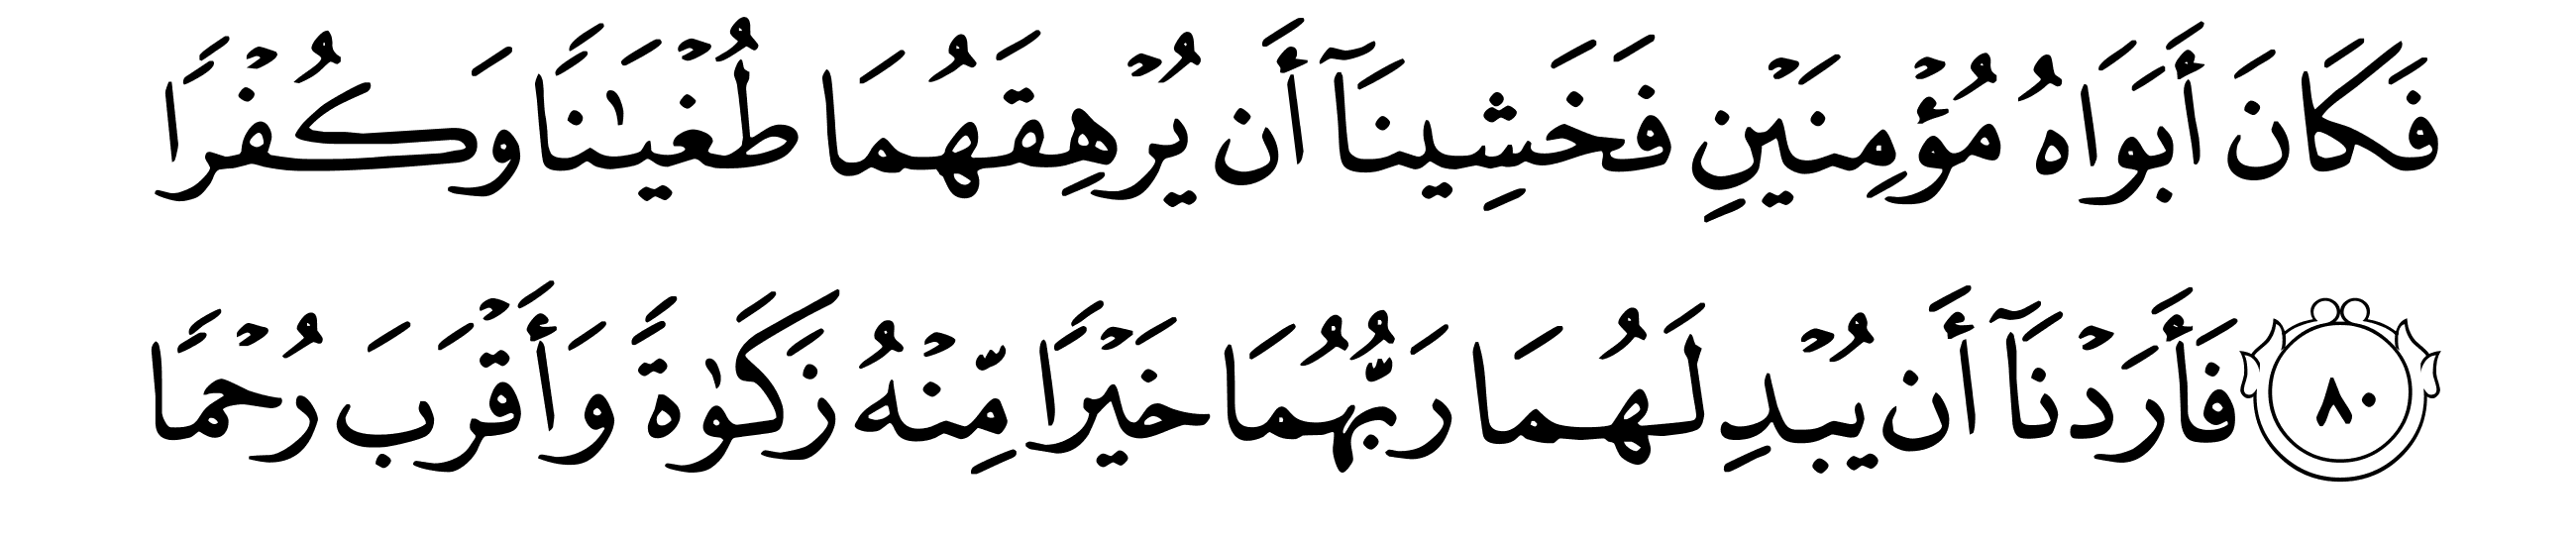 فَكَانَ أَبَوَاهُ مُؤْمِنَيْنِ فَخَشِينَآ أَن يُرْهِقَهُمَا طُغْيَـٰنًا وَكُفْرًا
٨٠ فَأَرَدْنَآ أَن يُبْدِلَهُمَا رَبُّهُمَا خَيْرًا مِّنْهُ زَكَوٰةً وَأَقْرَبَ رُحْمًا